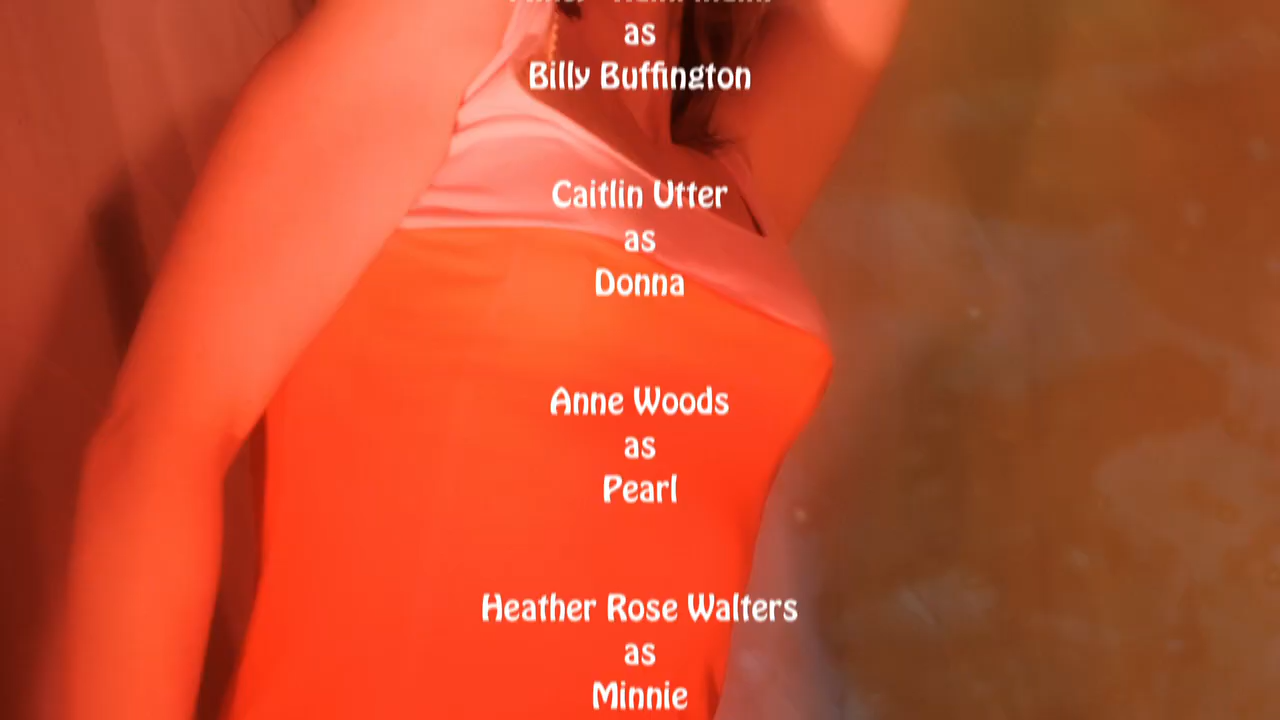 as
Billy Buffington
Caitlin Utter
as
Donna
Anne Woods
as
Pearl
Heather Rose Walters
as
Minnie